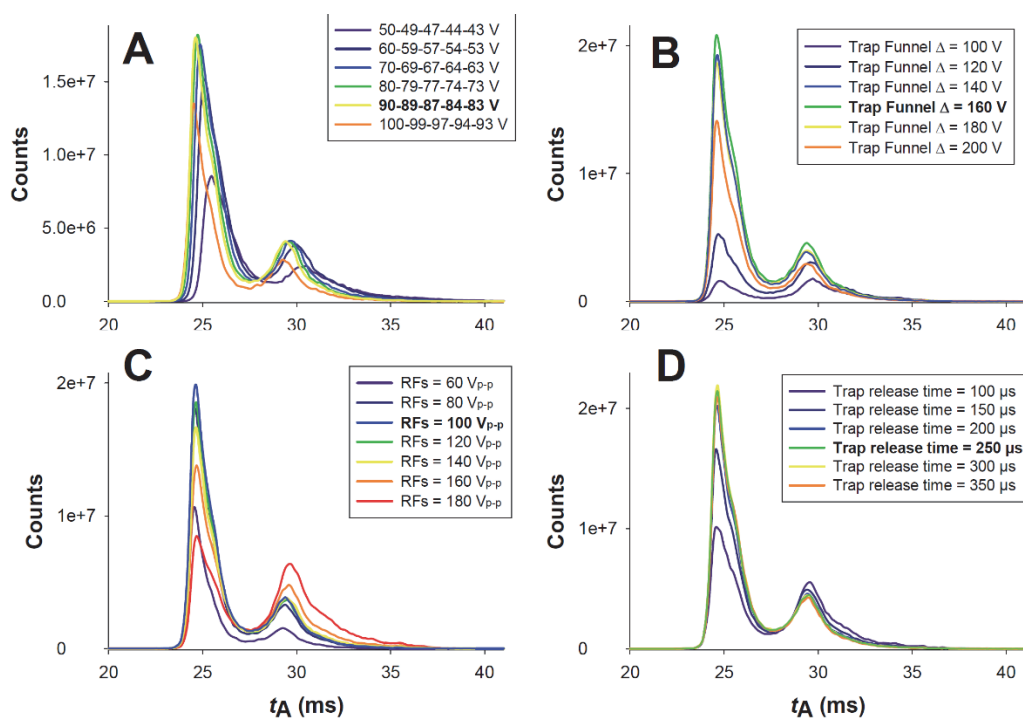 A
50-49-47-44-43 V
60-59-57-54-53 V
70-69-67-64-63 V
80-79-77-74-73 V
90-89-87-84-83 V
100-99-97-94-93 V
Counts
1.5e+7
1.0e+7
5.0e+6
0.0
20 25 30 35 40
B
Trap Funnel Δ = 100 V
Trap Funnel Δ = 120 V
Trap Funnel Δ = 140 V
Trap Funnel Δ = 160 V
Trap Funnel Δ = 180 V
Trap Funnel Δ = 200 V
Counts
2e+7
1e+7
0
20 25 30 35 40
C
RFs = 60 Vp-p
RFs = 80 Vp-p
RFs = 100 Vp-p
RFs = 120 Vp-p
RFs = 140 Vp-p
RFs = 160 Vp-p
RFs = 180 Vp-p
Counts
2e+7
1e+7
0
20 25 30 35 40
tA (ms)
D
Trap release time = 100 µs
Trap release time = 150 µs
Trap release time = 200 µs
Trap release time = 250 µs
Trap release time = 300 µs
Trap release time = 350 µs
Counts
2e+7
1e+7
0
20 25 30 35 40
tA (ms)